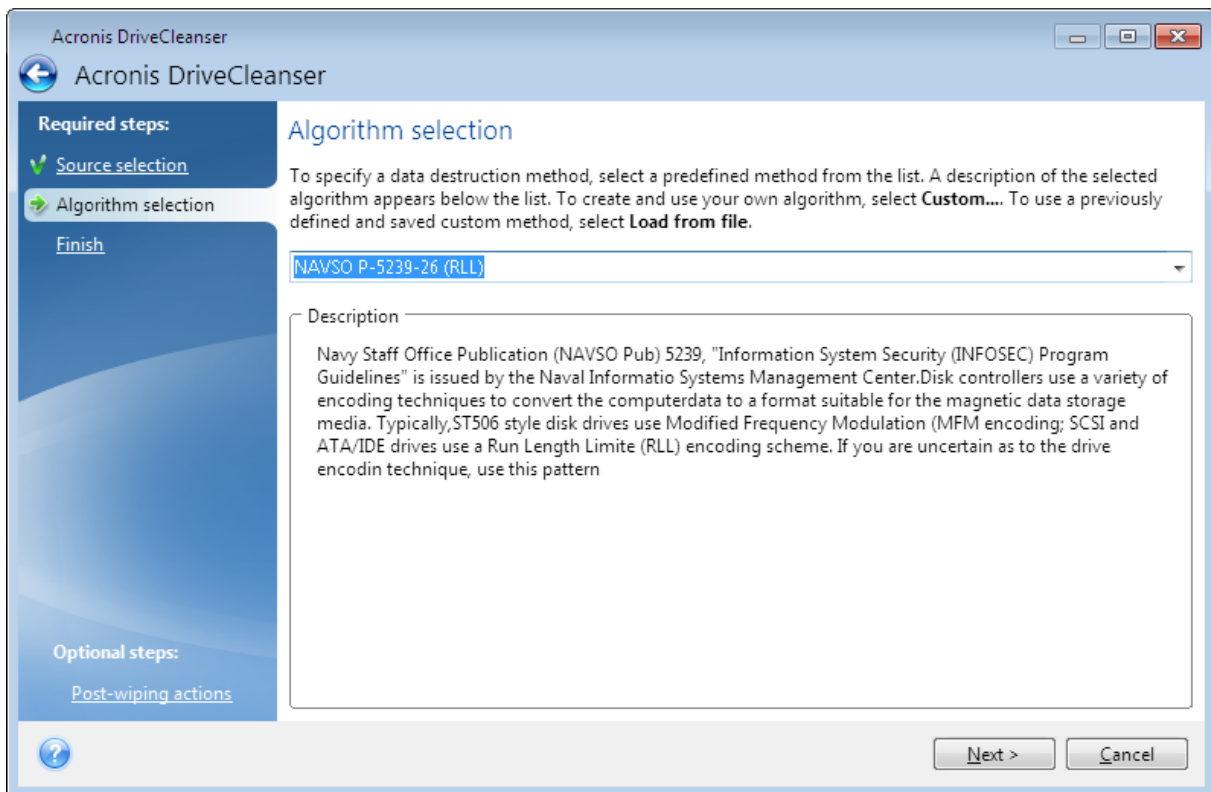 Acronis DriveCleanser
Acronis DriveCleanser
Required steps:
Source selection
Algorithm selection
Finish
Optional steps:
Post-wiping actions
Algorithm selection
To specify a data destruction method, select a predefined method from the list. A description of the selected
algorithm appears below the list. To create and use your own algorithm, select Custom.... To use a previously
defined and saved custom method, select Load from file.
NAVSO P-5239-26 (RLL)
Description
Navy Staff Office Publication (NAVSO Pub) 5239, "Information System Security (INFOSEC) Program
Guidelines" is issued by the Naval Informatio Systems Management Center.Disk controllers use a variety of
encoding techniques to convert the computerdata to a format suitable for the magnetic data storage
media. Typically,ST506 style disk drives use Modified Frequency Modulation (MFM encoding; SCSI and
ATA/IDE drives use a Run Length Limite (RLL) encoding scheme. If you are uncertain as to the drive
encodin technique, use this pattern
?
Next >
Cancel